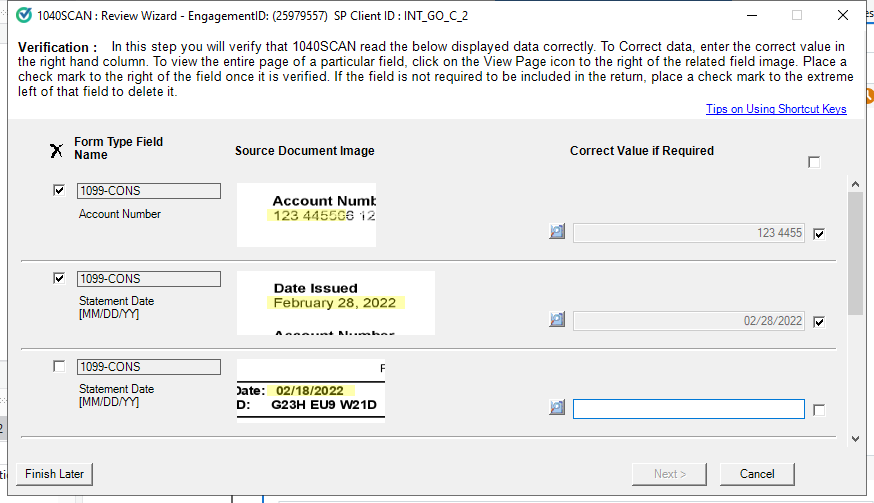 1040SCAN : Review Wizard - EngagementID: (25979557) SP Client ID : INT_GO_C_2
Verification : In this step you will verify that 1040SCAN read the below displayed data correctly. To Correct data, enter the correct value in
the right hand column. To view the entire page of a particular field, click on the View Page icon to the right of the related field image. Place a
check mark to the right of the field once it is verified. If the field is not required to be included in the return, place a check mark to the extreme
left of that field to delete it.
Tips on Using Shortcut Keys
X Form Type Field
Name
Source Document Image
Correct Value if Required
1099-CONS
Account Number
Account Numb
123 445506 12
123 4455
1099-CONS
Statement Date
[MM/DD/YY]
Date Issued
February 28, 2022
02/28/2022
1099-CONS
Statement Date
[MM/DD/YY]
F
Date: 02/18/2022
D: G23H EU9 W21D
Finish Later
Next >
Cancel